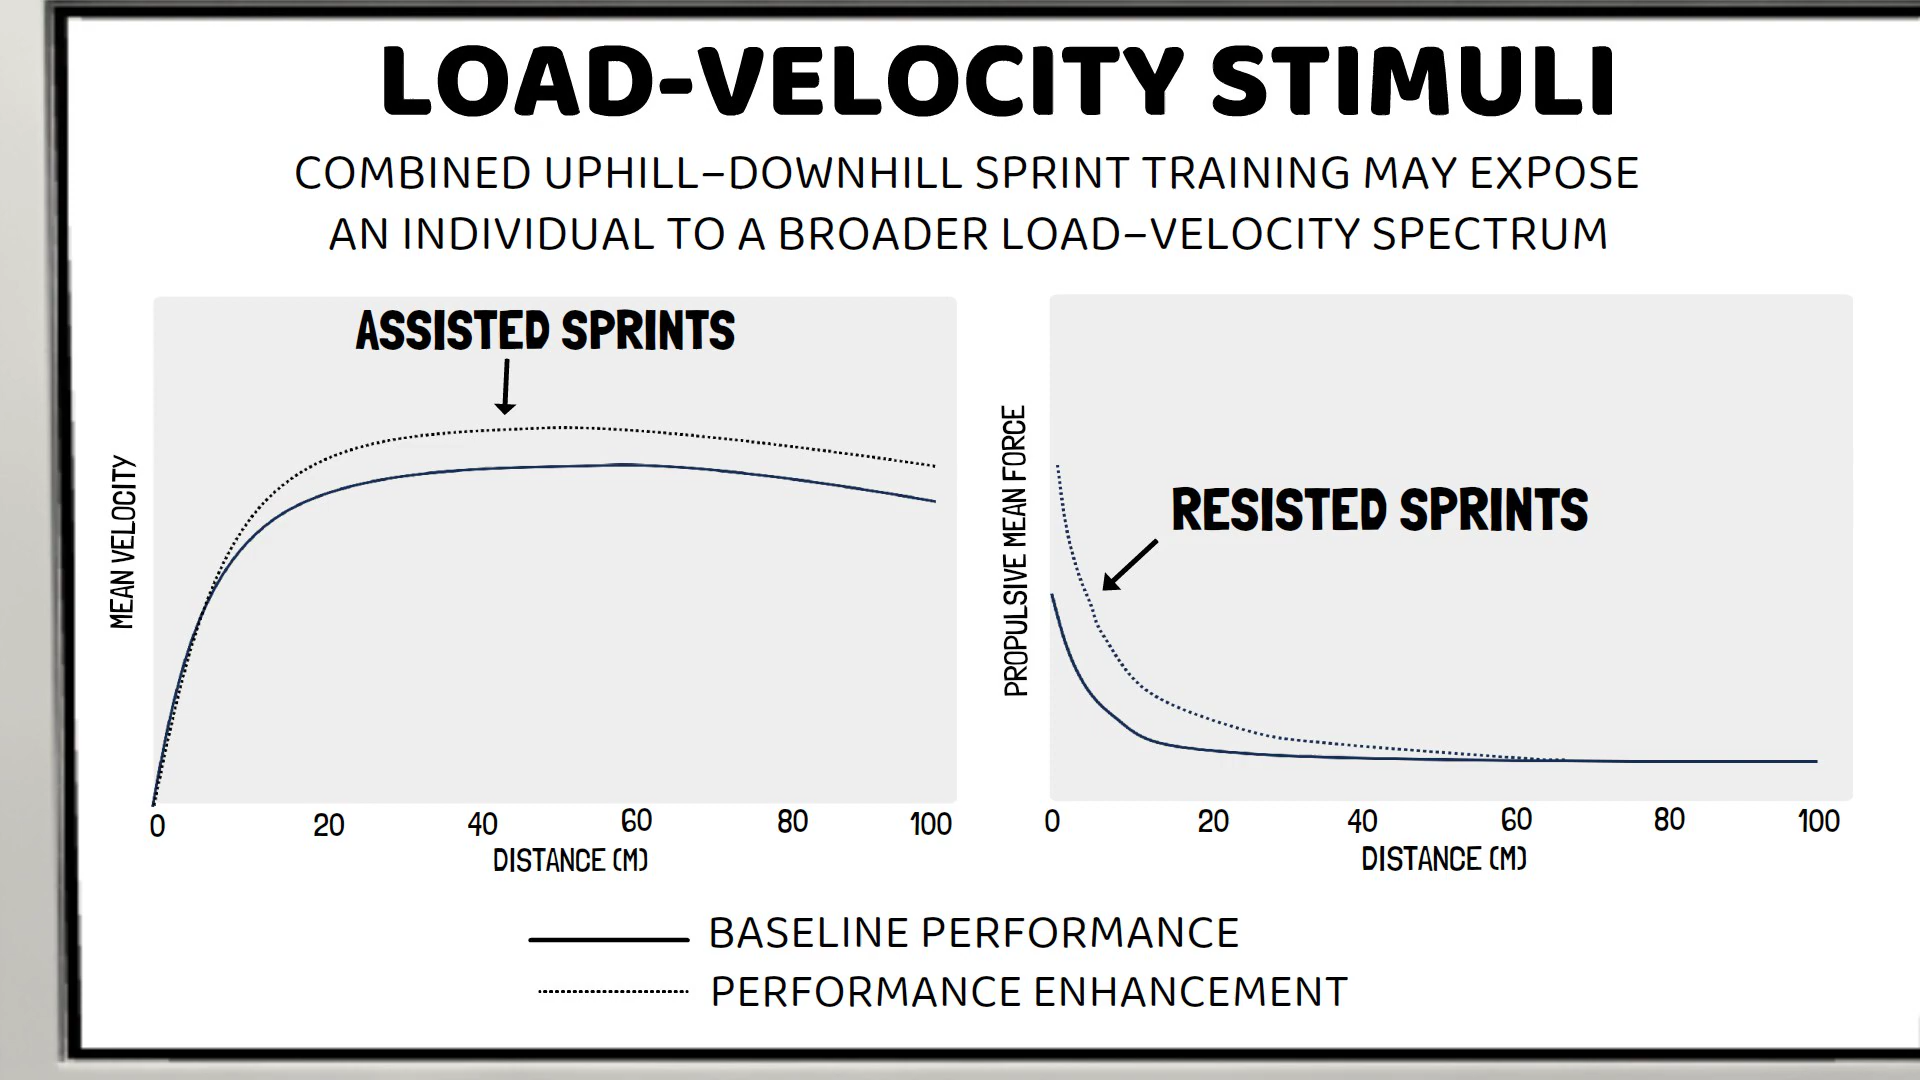 LOAD-VELOCITY STIMULI
COMBINED UPHILL–DOWNHILL SPRINT TRAINING MAY EXPOSE
AN INDIVIDUAL TO A BROADER LOAD–VELOCITY SPECTRUM
ASSISTED SPRINTS
MEAN VELOCITY
0 20 40 60 80 100
DISTANCE (M)
RESISTED SPRINTS
PROPULSIVE MEAN FORCE
0 20 40 60 80 100
DISTANCE (M)
BASELINE PERFORMANCE
PERFORMANCE ENHANCEMENT